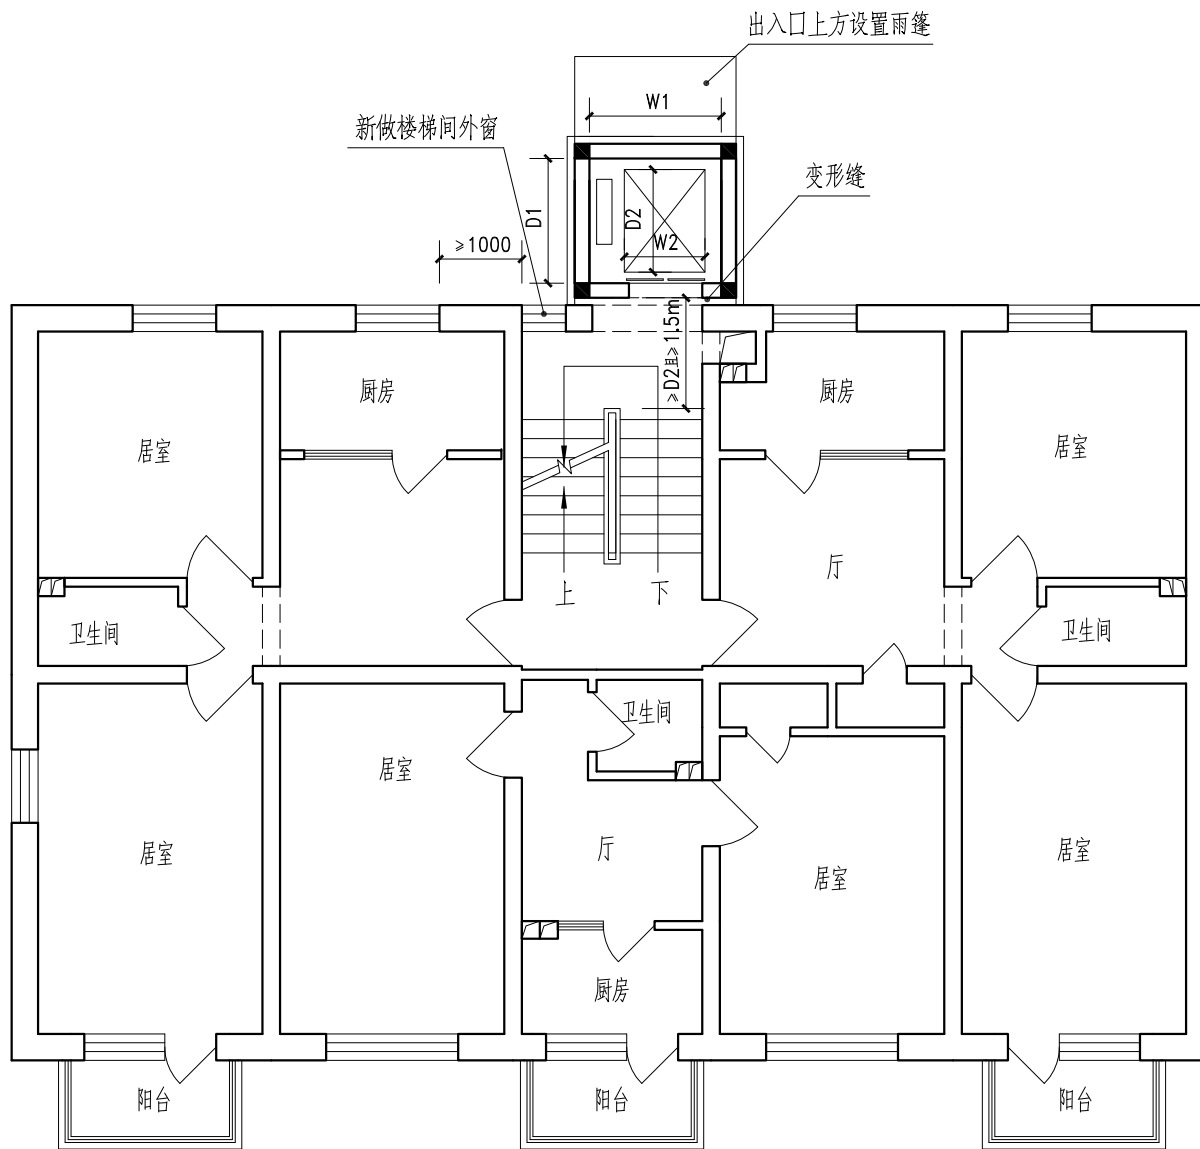 出入口上方设置雨篷
W1
新做楼梯间外窗
变形缝
D1
D2
≥1000
W2
≥D2且≥1.5m
厨房
厨房
居室
居室
厅
上
下
卫生间
卫生间
卫生间
居室
居室
厅
居室
居室
厨房
阳台
阳台
阳台